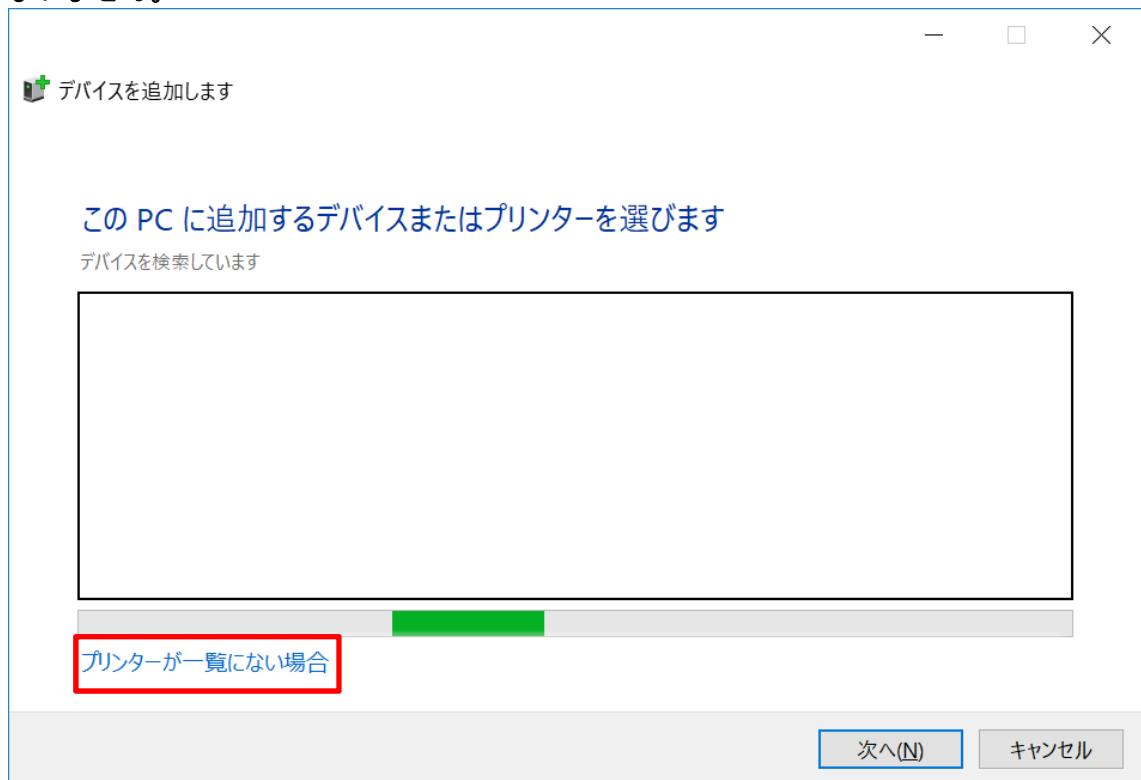 デバイスを追加します
この PC に追加するデバイスまたはプリンターを選びます
デバイスを検索しています
プリンターが一覧にない場合
次へ(N)
キャンセル